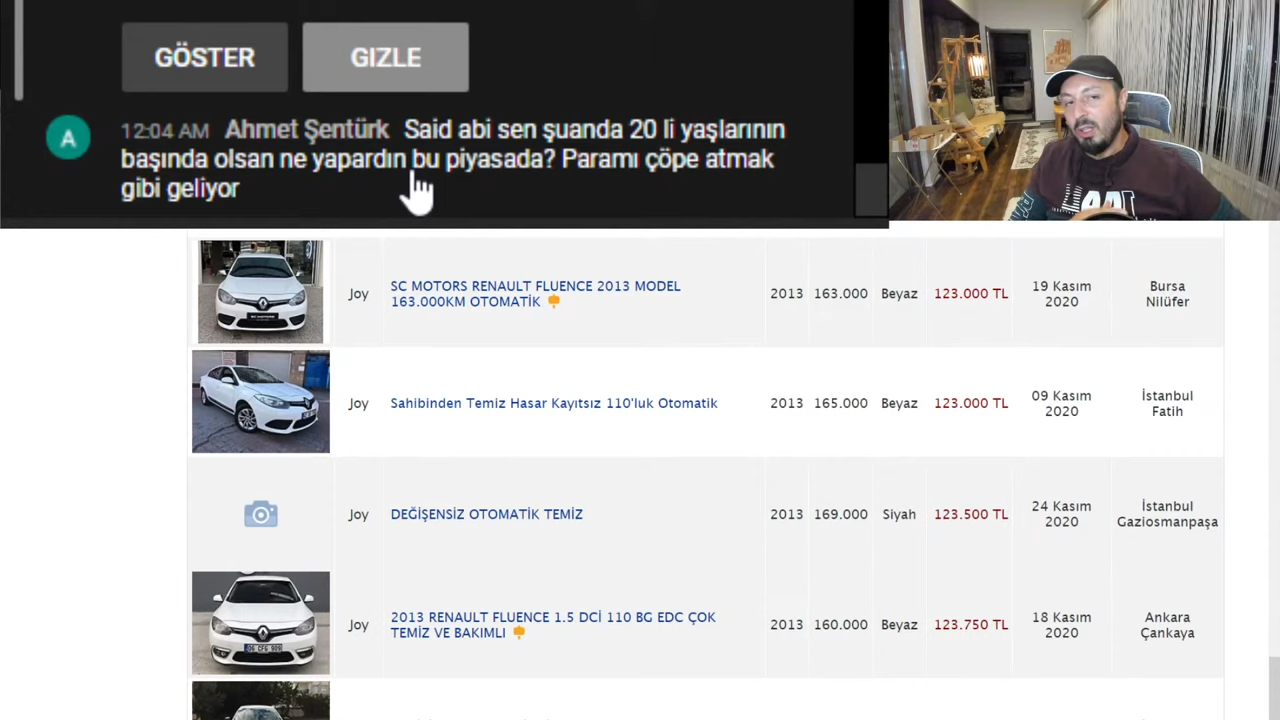 GÖSTER
GIZLE
A
12:04 AM Ahmet Şentürk Said abi sen şuanda 20 li yaşlarının
başında olsan ne yapardın bu piyasada? Paramı çöpe atmak
gibi geliyor
Joy
SC MOTORS RENAULT FLUENCE 2013 MODEL
163.000KM OTOMATİK
2013
163.000
Beyaz
123.000 TL
19 Kasım
2020
Bursa
Nilüfer
Joy
Sahibinden Temiz Hasar Kayıtsız 110'luk Otomatik
2013
165.000
Beyaz
123.000 TL
09 Kasım
2020
İstanbul
Fatih
Joy
DEĞİŞENSİZ OTOMATİK TEMİZ
2013
169.000
Siyah
123.500 TL
24 Kasım
2020
İstanbul
Gaziosmanpaşa
Joy
2013 RENAULT FLUENCE 1.5 DCİ 110 BG EDC ÇOK
TEMİZ VE BAKIMLI
2013
160.000
Beyaz
123.750 TL
18 Kasım
2020
Ankara
Çankaya